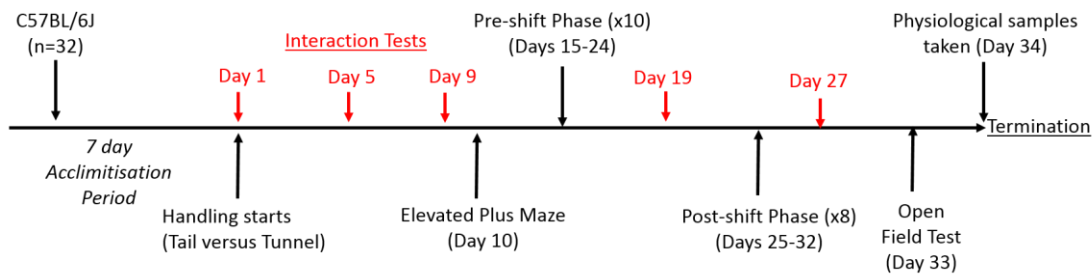 C57BL/6J
(n=32)
Interaction Tests
Day 1
Day 5
Day 9
Pre-shift Phase (x10)
(Days 15-24)
Day 19
Day 27
Physiological samples
taken (Day 34)
Termination
7 day
Acclimitisation
Period
Handling starts
(Tail versus Tunnel)
Elevated Plus Maze
(Day 10)
Post-shift Phase (x8)
(Days 25-32)
Open
Field Test
(Day 33)